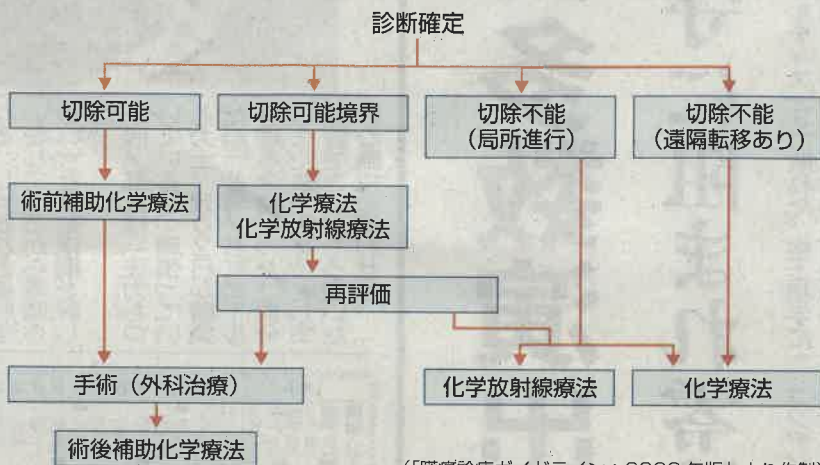 診断確定
切除可能
切除可能境界
切除不能
（局所進行）
切除不能
（遠隔転移あり）
術前補助化学療法
化学療法
化学放射線療法
再評価
手術（外科治療）
化学放射線療法
化学療法
術後補助化学療法